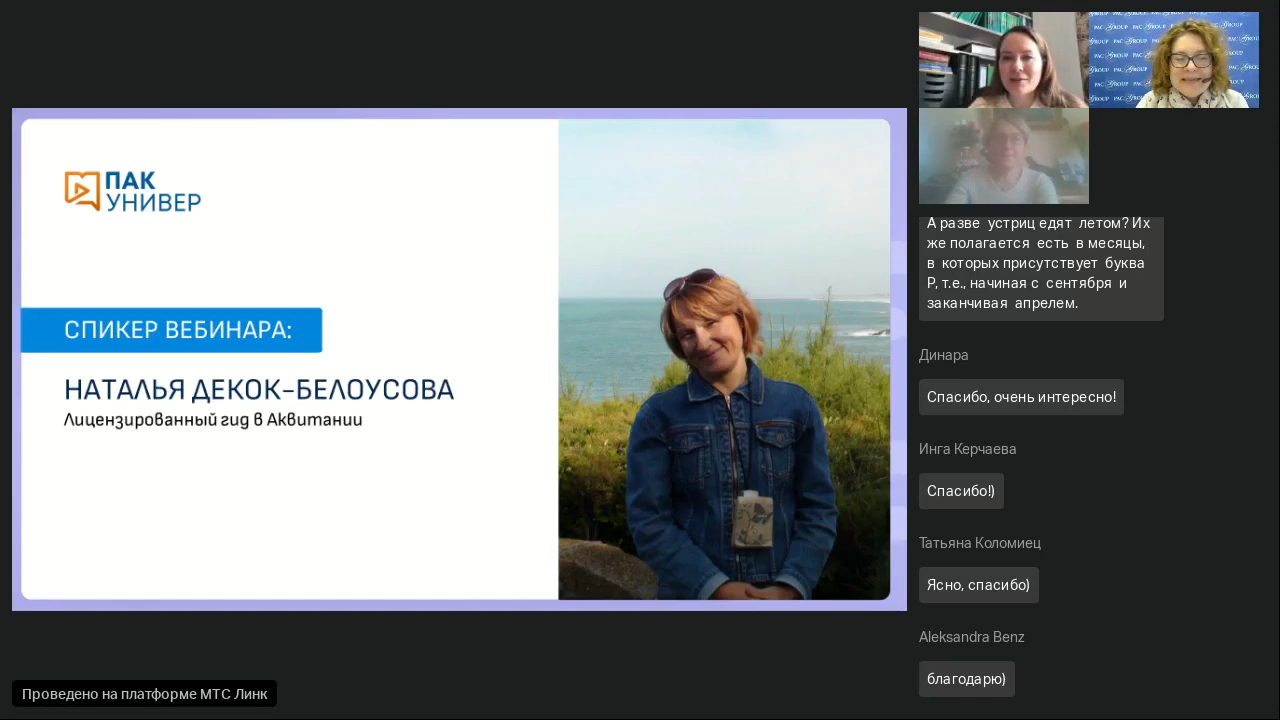 ПАК
УНИВЕР
СПИКЕР ВЕБИНАРА:
НАТАЛЬЯ ДЕКОК-БЕЛОУСОВА
Лицензированный гид в Аквитании
Проведено на платформе МТС Линк
PAC GROUP
А разве устриц едят летом? Их
же полагается есть в месяцы,
в которых присутствует буква
Р, т.е., начиная с сентября и
заканчивая апрелем.
Динара
Спасибо, очень интересно!
Инга Керчаева
Спасибо!)
Татьяна Коломиец
Ясно, спасибо)
Aleksandra Benz
благодарю)